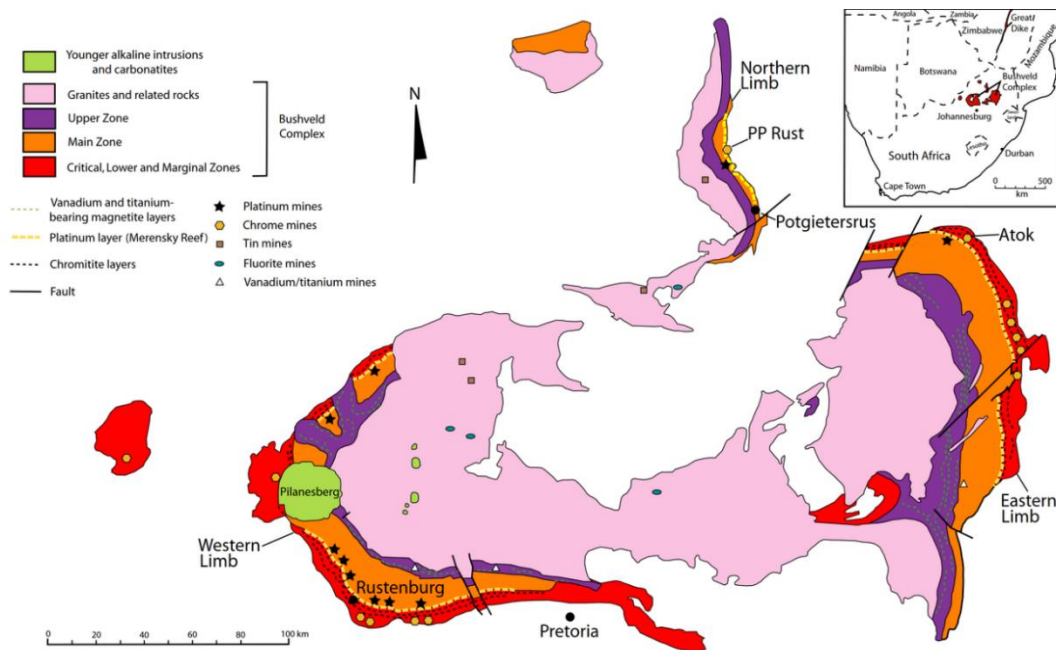 Younger alkaline intrusions
and carbonatites
Granites and related rocks
Upper Zone
Main Zone
Critical, Lower and Marginal Zones
Bushveld
Complex
Vanadium and titanium-
bearing magnetite layers
Platinum layer (Merensky Reef)
Chromitite layers
Fault
Platinum mines
Chrome mines
Tin mines
Fluorite mines
Vanadium/titanium mines
N
Northern
Limb
PP Rust
Potgietersrus
Angola
Zambia
Great
Dike
Zimbabwe
Mozambique
Namibia
Botswana
Bushveld
Complex
Johannesburg
South Africa
Durban
Cape Town
0
500
km
Atok
Eastern
Limb
Pilanesberg
Western
Limb
Rustenburg
Pretoria
0
20
40
60
80
100 km